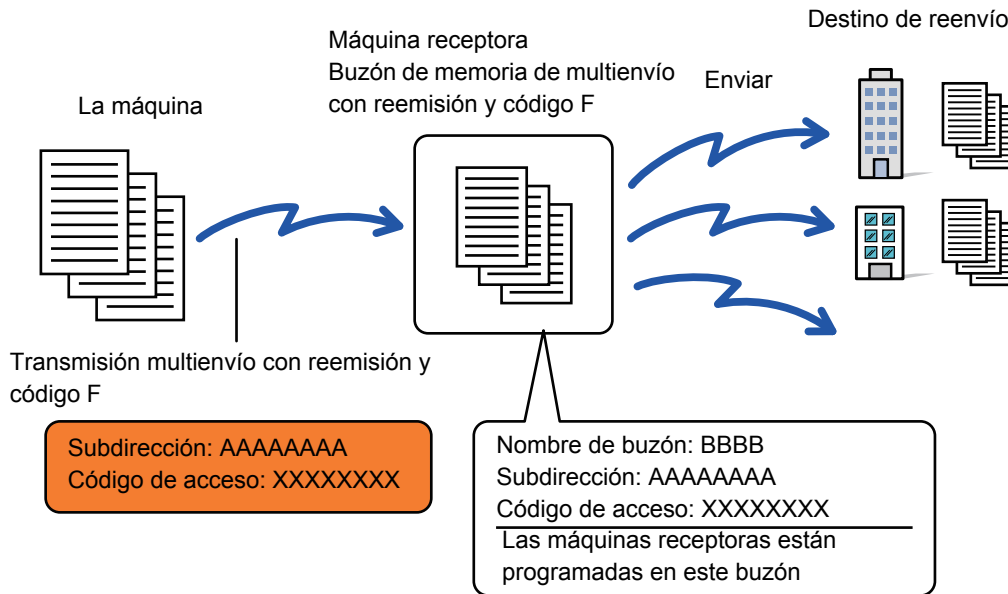 Destino de reenvío
Máquina receptora
Buzón de memoria de multienvío
con reemisión y código F
Enviar
La máquina
Transmisión multienvío con reemisión y
código F
Subdirección: AAAAAAAA
Código de acceso: XXXXXXXX
Nombre de buzón: BBBB
Subdirección: AAAAAAAA
Código de acceso: XXXXXXXX
Las máquinas receptoras están
programadas en este buzón